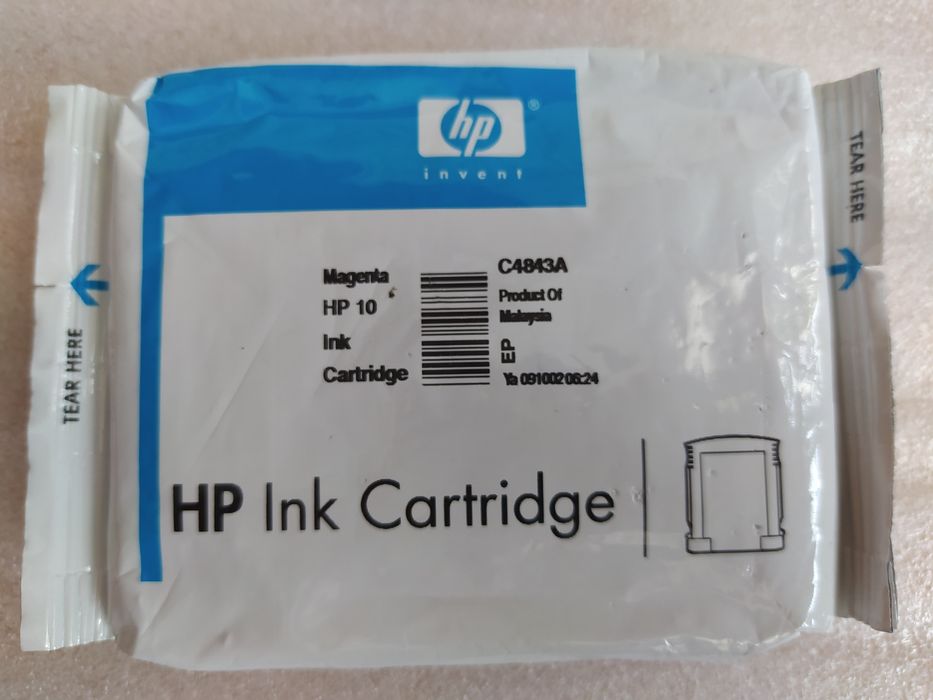 hp®
invent
TEAR HERE
TEAR HERE
Magenta
HP 10
Ink
Cartridge
C4843A
Product Of
Malaysia
EP
Ya 091002 06:24
HP Ink Cartridge